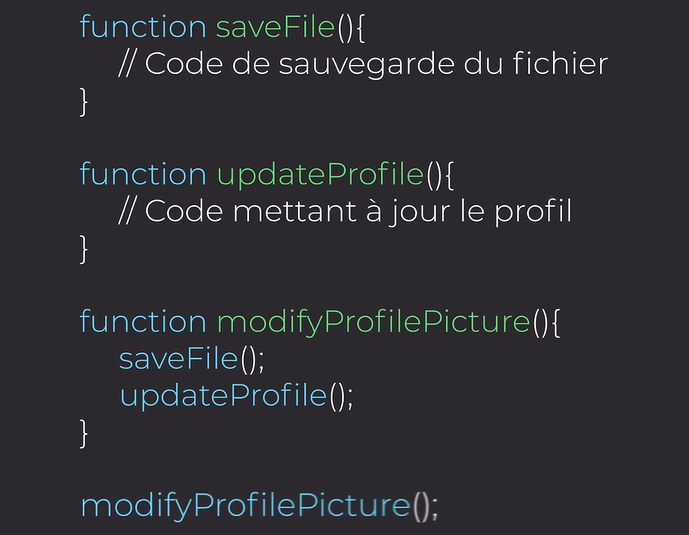 function saveFile(){
// Code de sauvegarde du fichier
}
function updateProfile(){
// Code mettant à jour le profil
}
function modifyProfilePicture(){
saveFile();
updateProfile();
}
modifyProfilePicture();